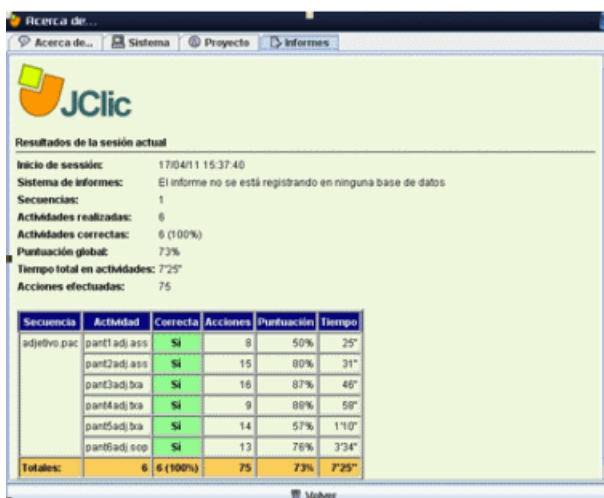 Acerca de...
Acerca de... Sistema Proyecto Informes
JClic
Resultados de la sesión actual
Inicio de sessión: 17/04/11 15:37:40
Sistema de informes: El informe no se está registrando en ninguna base de datos
Secuencias: 1
Actividades realizadas: 6
Actividades correctas: 6 (100%)
Puntuación global: 73%
Tiempo total en actividades: 7'25"
Acciones efectuadas: 75
Secuencia Actividad Correcta Acciones Puntuación Tiempo
adjetivo.pac pant1adj.ass Sí 8 50% 25"
pant2adj.ass Sí 15 80% 31"
pant3adj.txa Sí 16 87% 46"
pant4adj.txa Sí 9 88% 58"
pant5adj.txa Sí 14 57% 1'10"
pant6adj.sop Sí 13 76% 3'34"
Totales: 6 6 (100%) 75 73% 7'25"
Volver